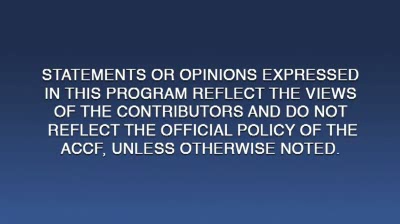 STATEMENTS OR OPINIONS EXPRESSED
IN THIS PROGRAM REFLECT THE VIEWS
OF THE CONTRIBUTORS AND DO NOT
REFLECT THE OFFICIAL POLICY OF THE
ACCF, UNLESS OTHERWISE NOTED.